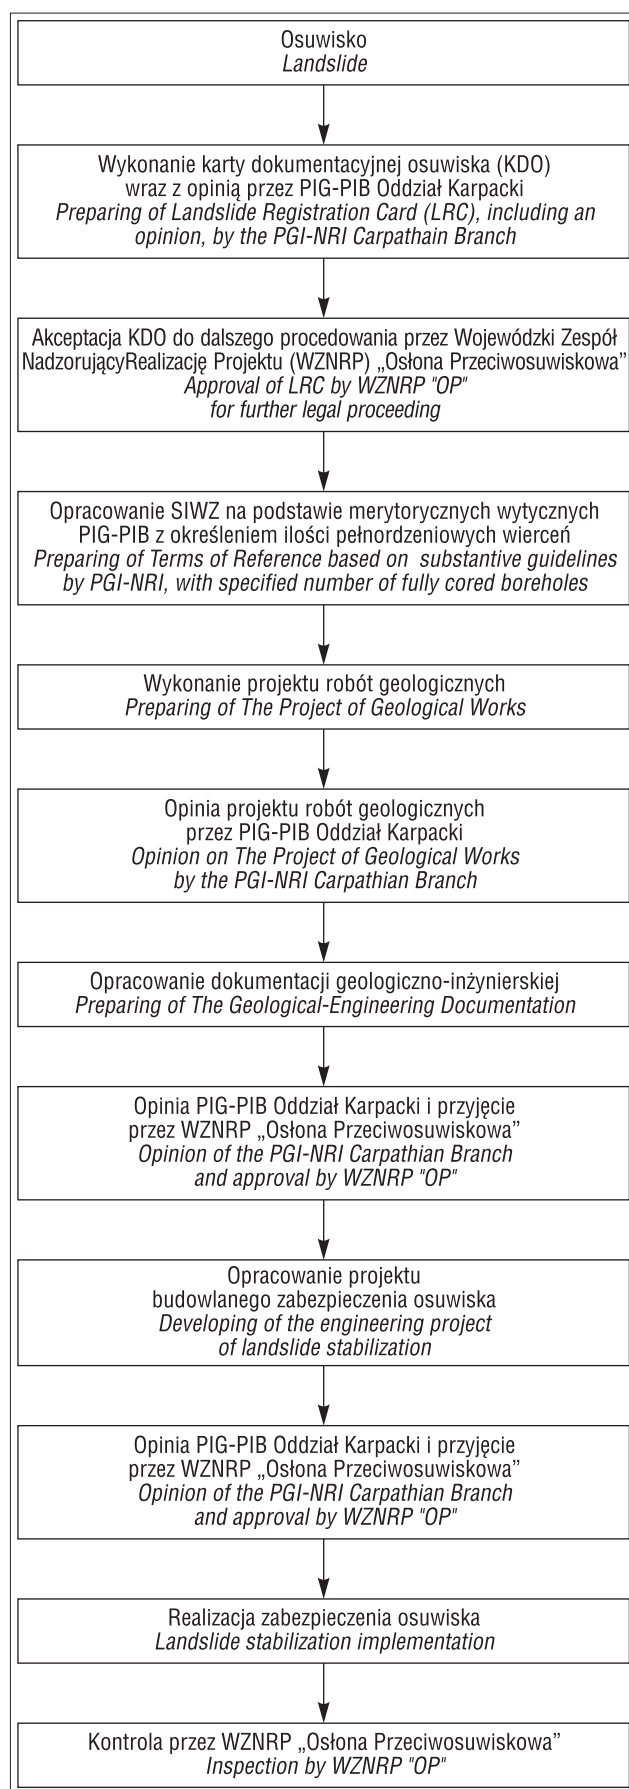 Osuwisko
Landslide
Wykonanie karty dokumentacyjnej osuwiska (KDO)
wraz z opinią przez PIG-PIB Oddział Karpacki
Preparing of Landslide Registration Card (LRC), including an
opinion, by the PGI-NRI Carpathain Branch
Akceptacja KDO do dalszego procedowania przez Wojewódzki Zespół
NadzorującyRealizację Projektu (WZNRP) „Osłona Przeciwosuwiskowa”
Approval of LRC by WZNRP "OP"
for further legal proceeding
Opracowanie SIWZ na podstawie merytorycznych wytycznych
PIG-PIB z określeniem ilości pełnordzeniowych wierceń
Preparing of Terms of Reference based on substantive guidelines
by PGI-NRI, with specified number of fully cored boreholes
Wykonanie projektu robót geologicznych
Preparing of The Project of Geological Works
Opinia projektu robót geologicznych
przez PIG-PIB Oddział Karpacki
Opinion on The Project of Geological Works
by the PGI-NRI Carpathian Branch
Opracowanie dokumentacji geologiczno-inżynierskiej
Preparing of The Geological-Engineering Documentation
Opinia PIG-PIB Oddział Karpacki i przyjęcie
przez WZNRP „Osłona Przeciwosuwiskowa”
Opinion of the PGI-NRI Carpathian Branch
and approval by WZNRP "OP"
Opracowanie projektu
budowlanego zabezpieczenia osuwiska
Developing of the engineering project
of landslide stabilization
Opinia PIG-PIB Oddział Karpacki i przyjęcie
przez WZNRP „Osłona Przeciwosuwiskowa”
Opinion of the PGI-NRI Carpathian Branch
and approval by WZNRP "OP"
Realizacja zabezpieczenia osuwiska
Landslide stabilization implementation
Kontrola przez WZNRP „Osłona Przeciwosuwiskowa”
Inspection by WZNRP "OP"